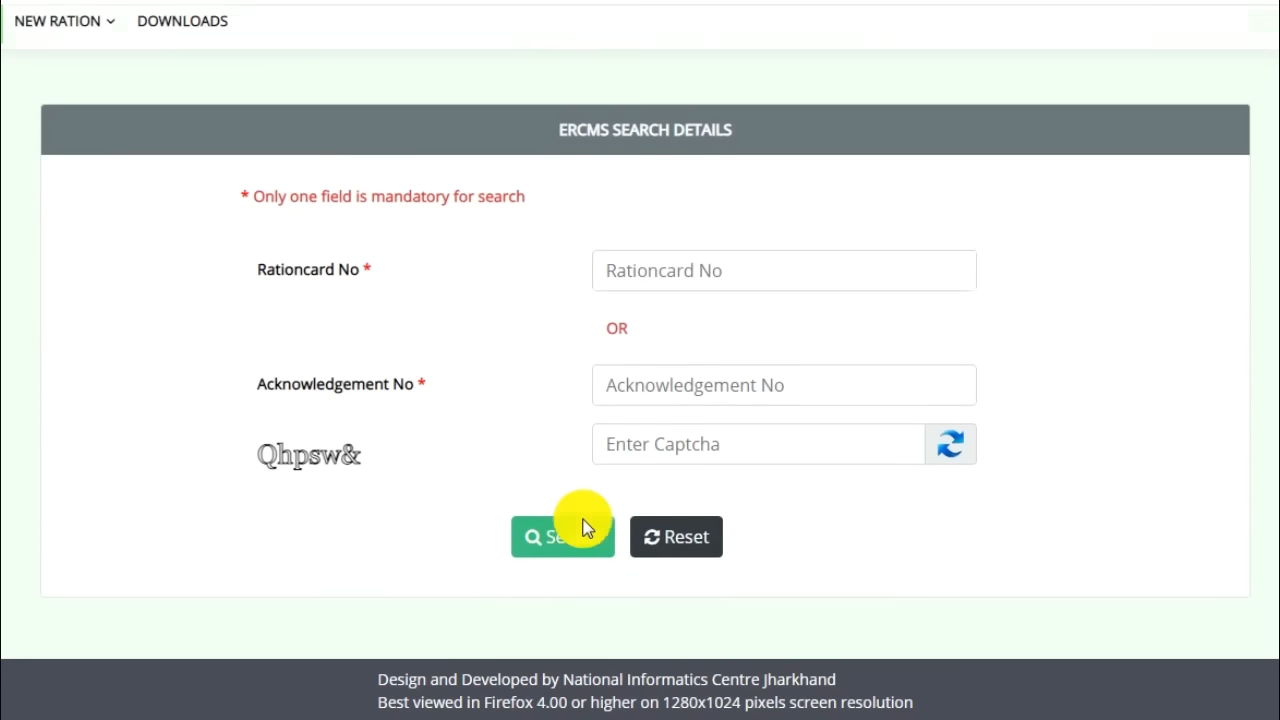 NEW RATION DOWNLOADS
ERCMS SEARCH DETAILS
* Only one field is mandatory for search
Rationcard No * Rationcard No
OR
Acknowledgement No * Acknowledgement No
Qhpsw& Enter Captcha
Reset
Design and Developed by National Informatics Centre Jharkhand
Best viewed in Firefox 4.00 or higher on 1280x1024 pixels screen resolution